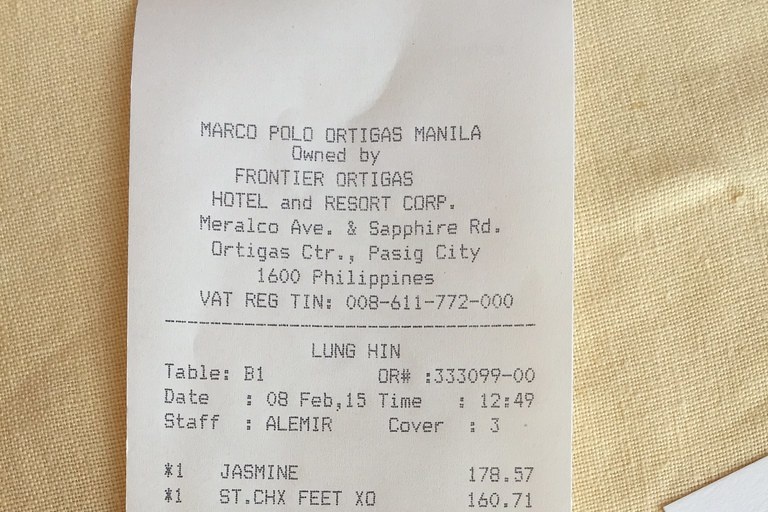 MARCO POLO ORTIGAS MANILA
Owned by
FRONTIER ORTIGAS
HOTEL and RESORT CORP.
Meralco Ave. & Sapphire Rd.
Ortigas Ctr., Pasig City
1600 Philippines
VAT REG TIN: 008-611-772-000
LUNG HIN
Table: B1 OR# :333099-00
Date : 08 Feb,15 Time : 12:49
Staff : ALEMIR Cover : 3
*1 JASMINE 178.57
*1 ST.CHX FEET XO 160.71